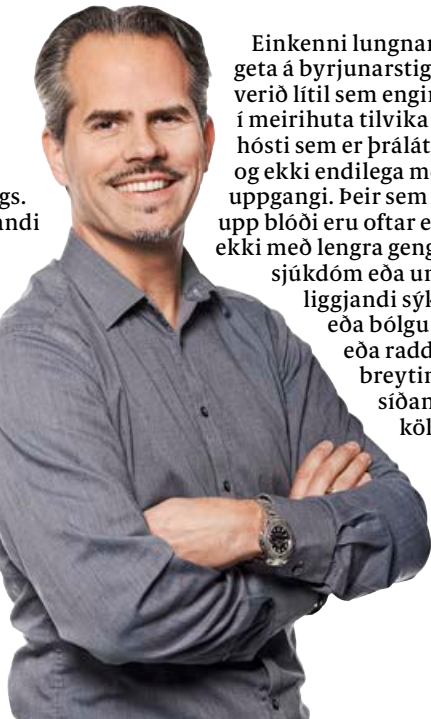 gs.
andi
Einkenni lungnar
geta á byrjunarstig
verið lítil sem engin
í meirihuta tilvika
hósti sem er þrálát
og ekki endilega me
uppgangi. Þeir sem
upp blóði eru oftar e
ekki með lengra geng
sjúkdóm eða un
liggjandi sýk
eða bólgu
eða radd
breytin
síðan
köl